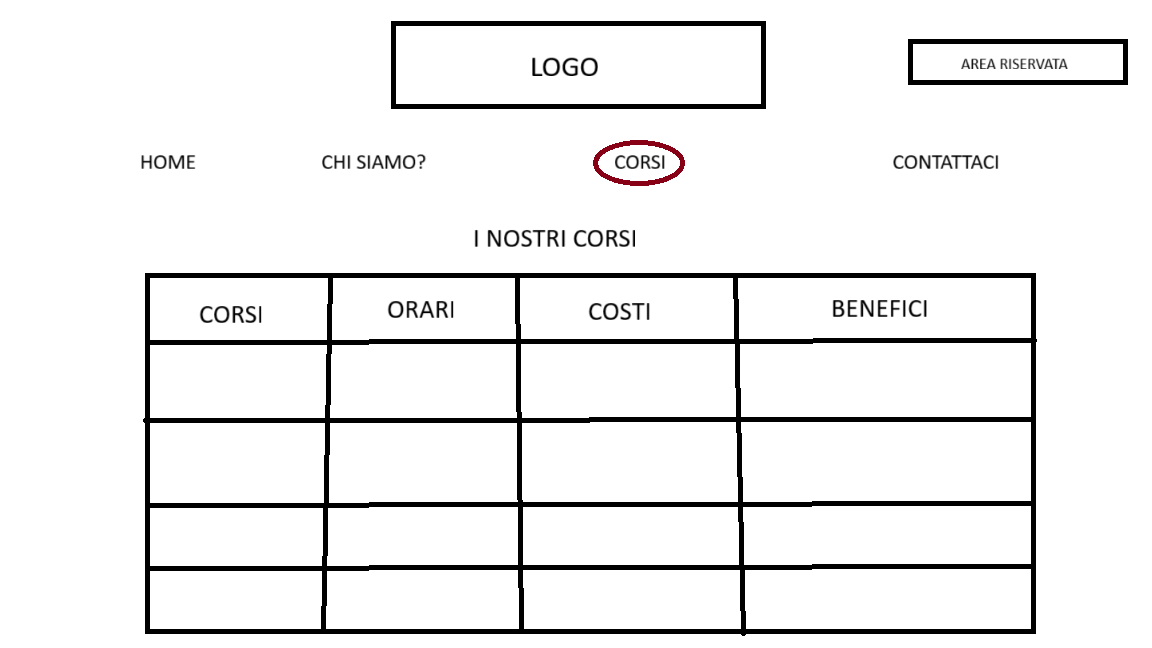 LOGO
AREA RISERVATA
HOME
CHI SIAMO?
CORSI
CONTATTACI
I NOSTRI CORSI
CORSI
ORARI
COSTI
BENEFICI